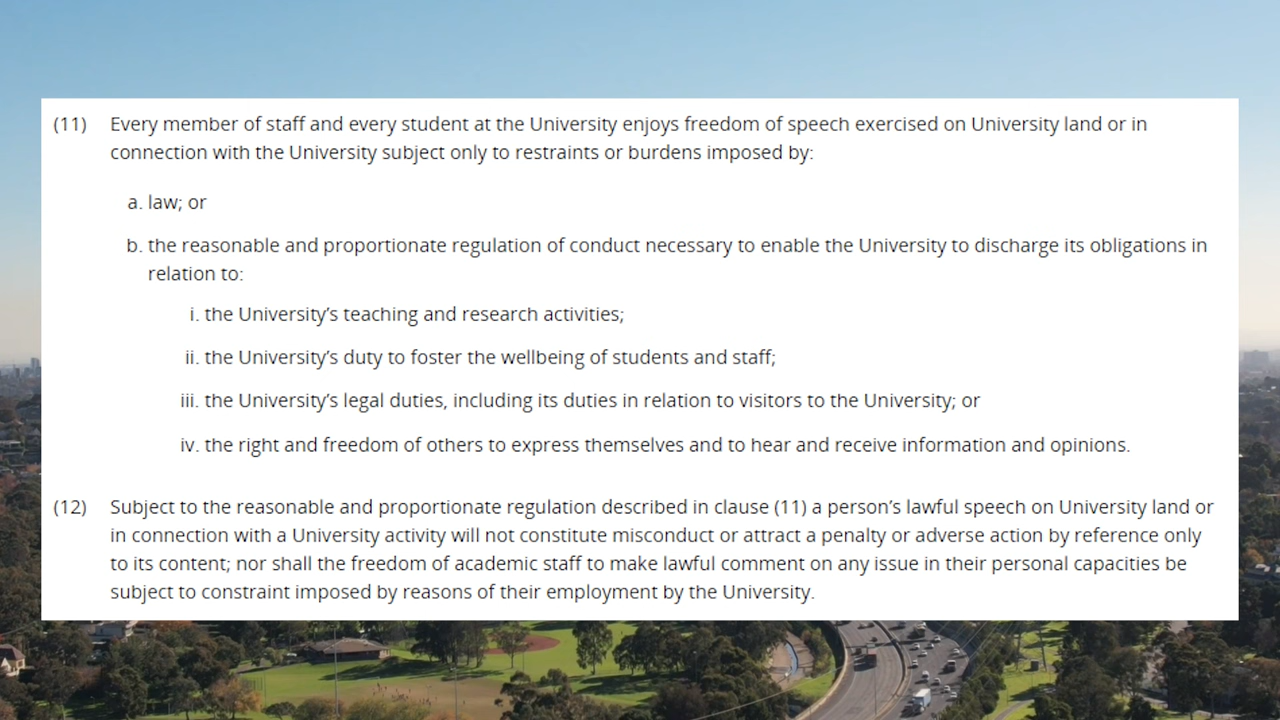 (11) Every member of staff and every student at the University enjoys freedom of speech exercised on University land or in
connection with the University subject only to restraints or burdens imposed by:
a. law; or
b. the reasonable and proportionate regulation of conduct necessary to enable the University to discharge its obligations in
relation to:
i. the University’s teaching and research activities;
ii. the University’s duty to foster the wellbeing of students and staff;
iii. the University’s legal duties, including its duties in relation to visitors to the University; or
iv. the right and freedom of others to express themselves and to hear and receive information and opinions.
(12) Subject to the reasonable and proportionate regulation described in clause (11) a person’s lawful speech on University land or
in connection with a University activity will not constitute misconduct or attract a penalty or adverse action by reference only
to its content; nor shall the freedom of academic staff to make lawful comment on any issue in their personal capacities be
subject to constraint imposed by reasons of their employment by the University.